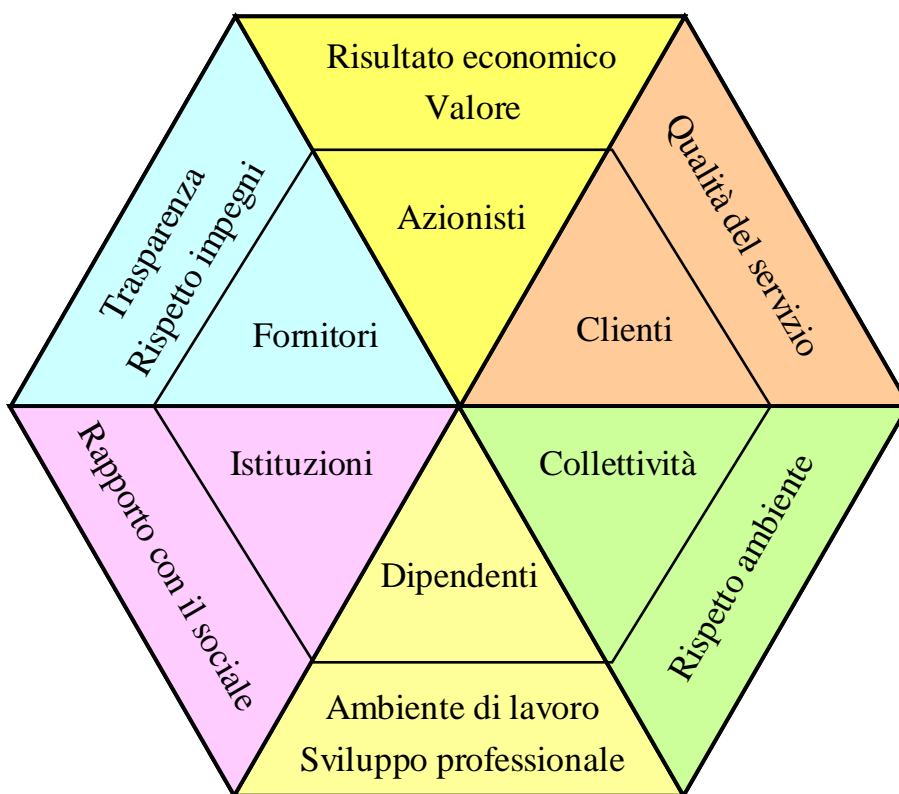 Risultato economico
Valore
Azionisti
Trasparenza
Rispetto impegni
Fornitori
Clienti
Qualità del servizio
Istituzioni
Rapporto con il sociale
Collettività
Rispetto ambiente
Dipendenti
Ambiente di lavoro
Sviluppo professionale